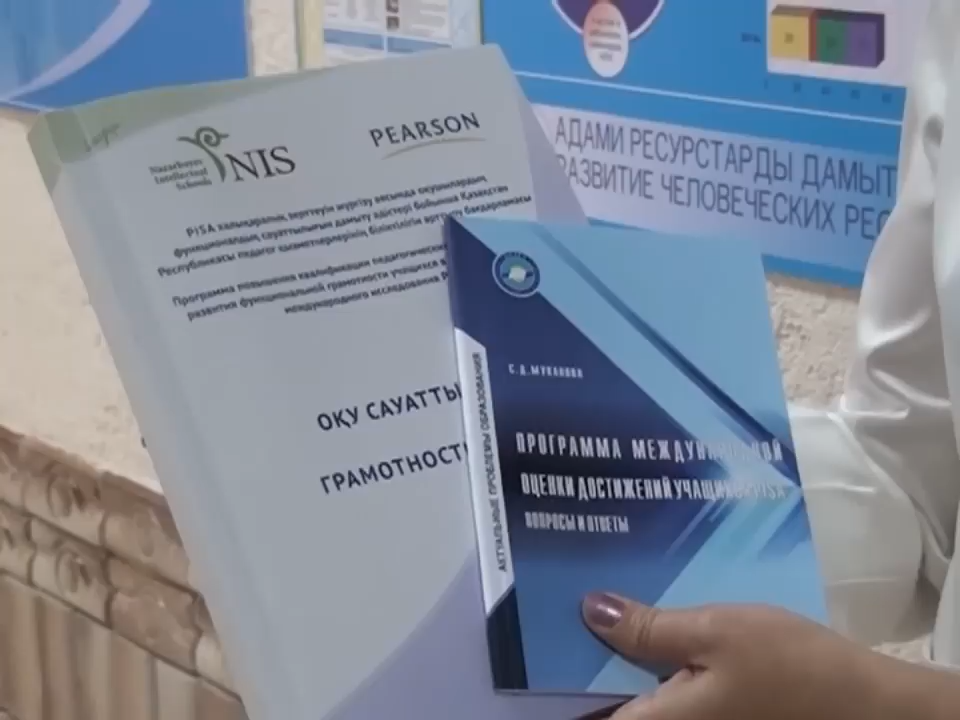 Nazarbayev
Intellectual
Schools
NIS
PEARSON
PISA халықаралық зерттеуін жүргізу аясында оқушылардың
функционалдық сауаттылығын дамыту әдістері бойынша Қазақстан
Республикасы педагог қызметкерлерінің біліктілігін арттыру бағдарламасы
Программа повышения квалификации педагогических
развития функциональной грамотности учащихся в
международного исследования
ОҚУ САУАТТЫ
ГРАМОТНОСТЬ
АДАМИ РЕСУРСТАРДЫ ДАМЫТ
РАЗВИТИЕ ЧЕЛОВЕЧЕСКИХ РЕС
С.Д. МУКАНОВА
АКТУАЛЬНЫЕ ПРОБЛЕМЫ ОБРАЗОВАНИЯ
ПРОГРАММА МЕЖДУНАРОДНОЙ
ОЦЕНКИ ДОСТИЖЕНИЙ УЧАЩИХСЯ PISA
ВОПРОСЫ И ОТВЕТЫ